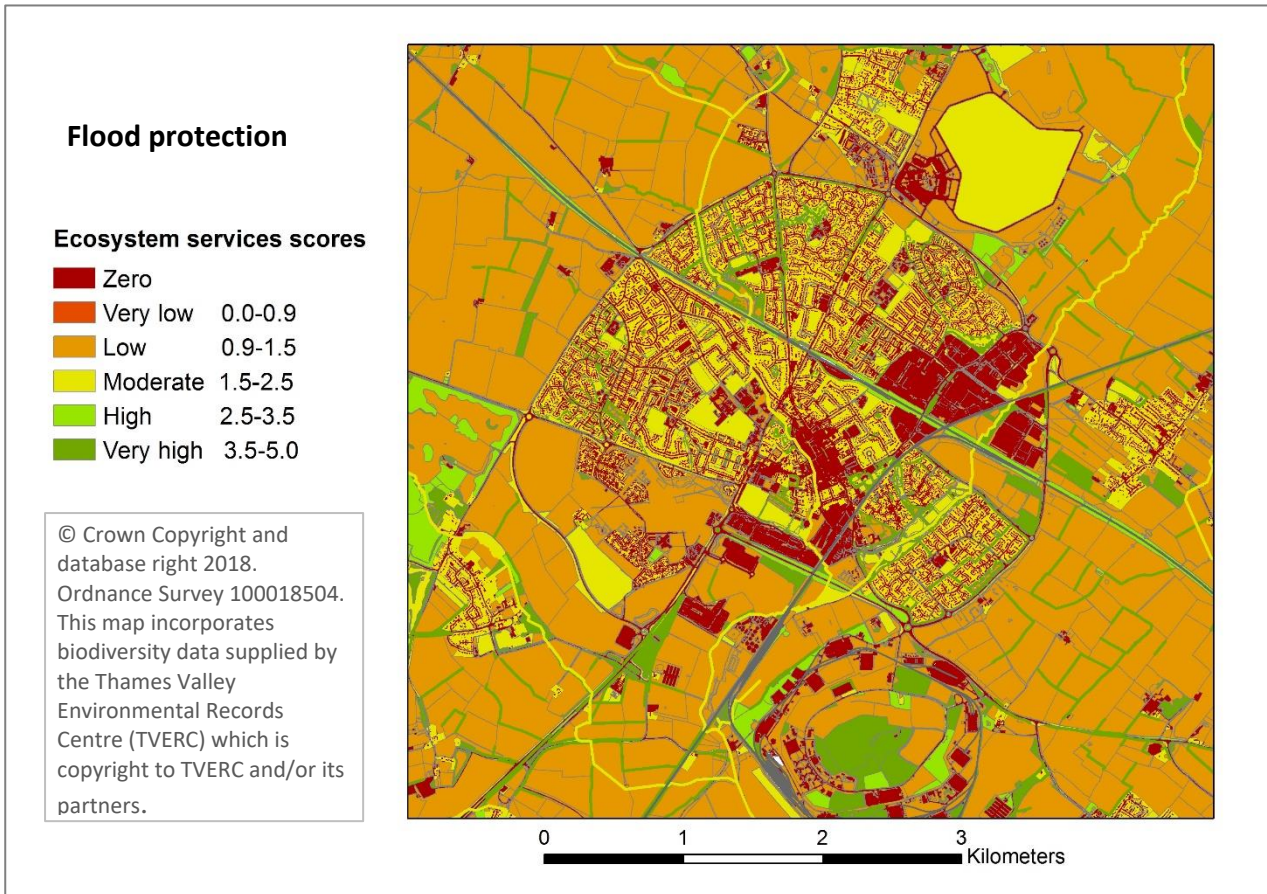 Flood protection
Ecosystem services scores
Zero
Very low 0.0-0.9
Low 0.9-1.5
Moderate 1.5-2.5
High 2.5-3.5
Very high 3.5-5.0
© Crown Copyright and
database right 2018.
Ordnance Survey 100018504.
This map incorporates
biodiversity data supplied by
the Thames Valley
Environmental Records
Centre (TVERC) which is
copyright to TVERC and/or its
partners.
0 1 2 3
Kilometers